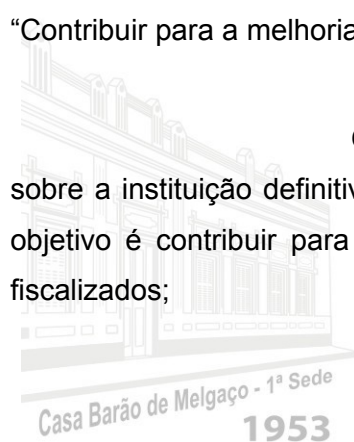 “Contribuir para a melhoria
sobre a instituição definitiv
objetivo é contribuir para
fiscalizados;
Casa Barão de Melgaço - 1ª Sede
1953